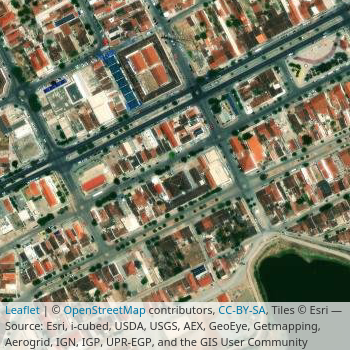 Leaflet | © OpenStreetMap contributors, CC-BY-SA, Tiles © Esri —
Source: Esri, i-cubed, USDA, USGS, AEX, GeoEye, Getmapping,
Aerogrid, IGN, IGP, UPR-EGP, and the GIS User Community